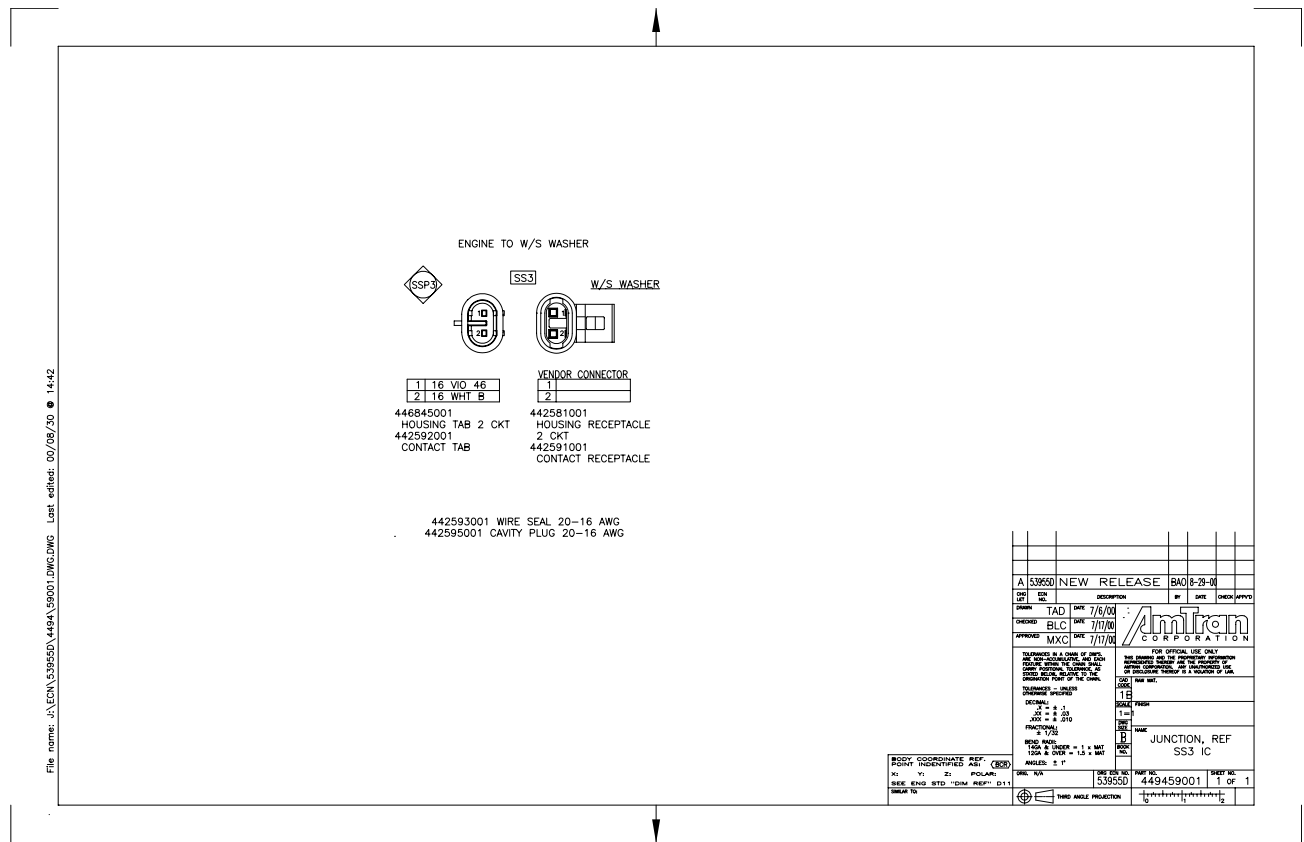 ENGINE TO W/S WASHER
SSP3
SS3
W/S WASHER
1
2
1
2
1 16 VIO 46
2 16 WHT B
446845001
HOUSING TAB 2 CKT
442592001
CONTACT TAB
VENDOR CONNECTOR
1
2
442581001
HOUSING RECEPTACLE
2 CKT
442591001
CONTACT RECEPTACLE
442593001 WIRE SEAL 20-16 AWG
442595001 CAVITY PLUG 20-16 AWG
File name: J:\ECN\53955D\4494\59001.DWG.DWG Last edited: 00/08/30 @ 14:42
A 53955D NEW RELEASE BAO 8-29-00
CHG LET ECN NO. DESCRIPTION BY DATE CHECK APPV'D
DRAWN TAD DATE 7/6/00
CHECKED BLC DATE 7/17/00
APPROVED MXC DATE 7/17/00
AmTran
CORPORATION
TOLERANCES IN A CHAIN OF DIM'S.
ARE NON-ACCUMULATIVE, AND EACH
FEATURE WITHIN THE CHAIN SHALL
CARRY POSITIONAL TOLERANCE, AS
STATED BELOW, RELATIVE TO THE
ORIGINATION POINT OF THE CHAIN.
TOLERANCES - UNLESS
OTHERWISE SPECIFIED
DECIMAL:
.X = ± .1
.XX = ± .03
.XXX = ± .010
FRACTIONAL:
± 1/32
BEND RADII:
14GA & UNDER = 1 x MAT
12GA & OVER = 1.5 x MAT
ANGLES: ± 1°
FOR OFFICIAL USE ONLY
THIS DRAWING AND THE PROPRIETARY INFORMATION
REPRESENTED THEREBY ARE THE PROPERTY OF
AMTRAN CORPORATION. ANY UNAUTHORIZED USE
OR DISCLOSURE THEREOF IS A VIOLATION OF LAW.
CAD CODE 1B
RAW MAT.
SCALE 1=1
FINISH
DWG SIZE B
BOOK NO.
NAME
JUNCTION, REF
SS3 IC
BODY COORDINATE REF.
POINT INDENTIFIED AS: BCR
X: Y: Z: POLAR:
SEE ENG STD "DIM REF" D11
SIMILAR TO:
ORIG. N/A
ORG ECN NO. 53955D
PART NO. 449459001
SHEET NO. 1 OF 1
THIRD ANGLE PROJECTION
0 1 2